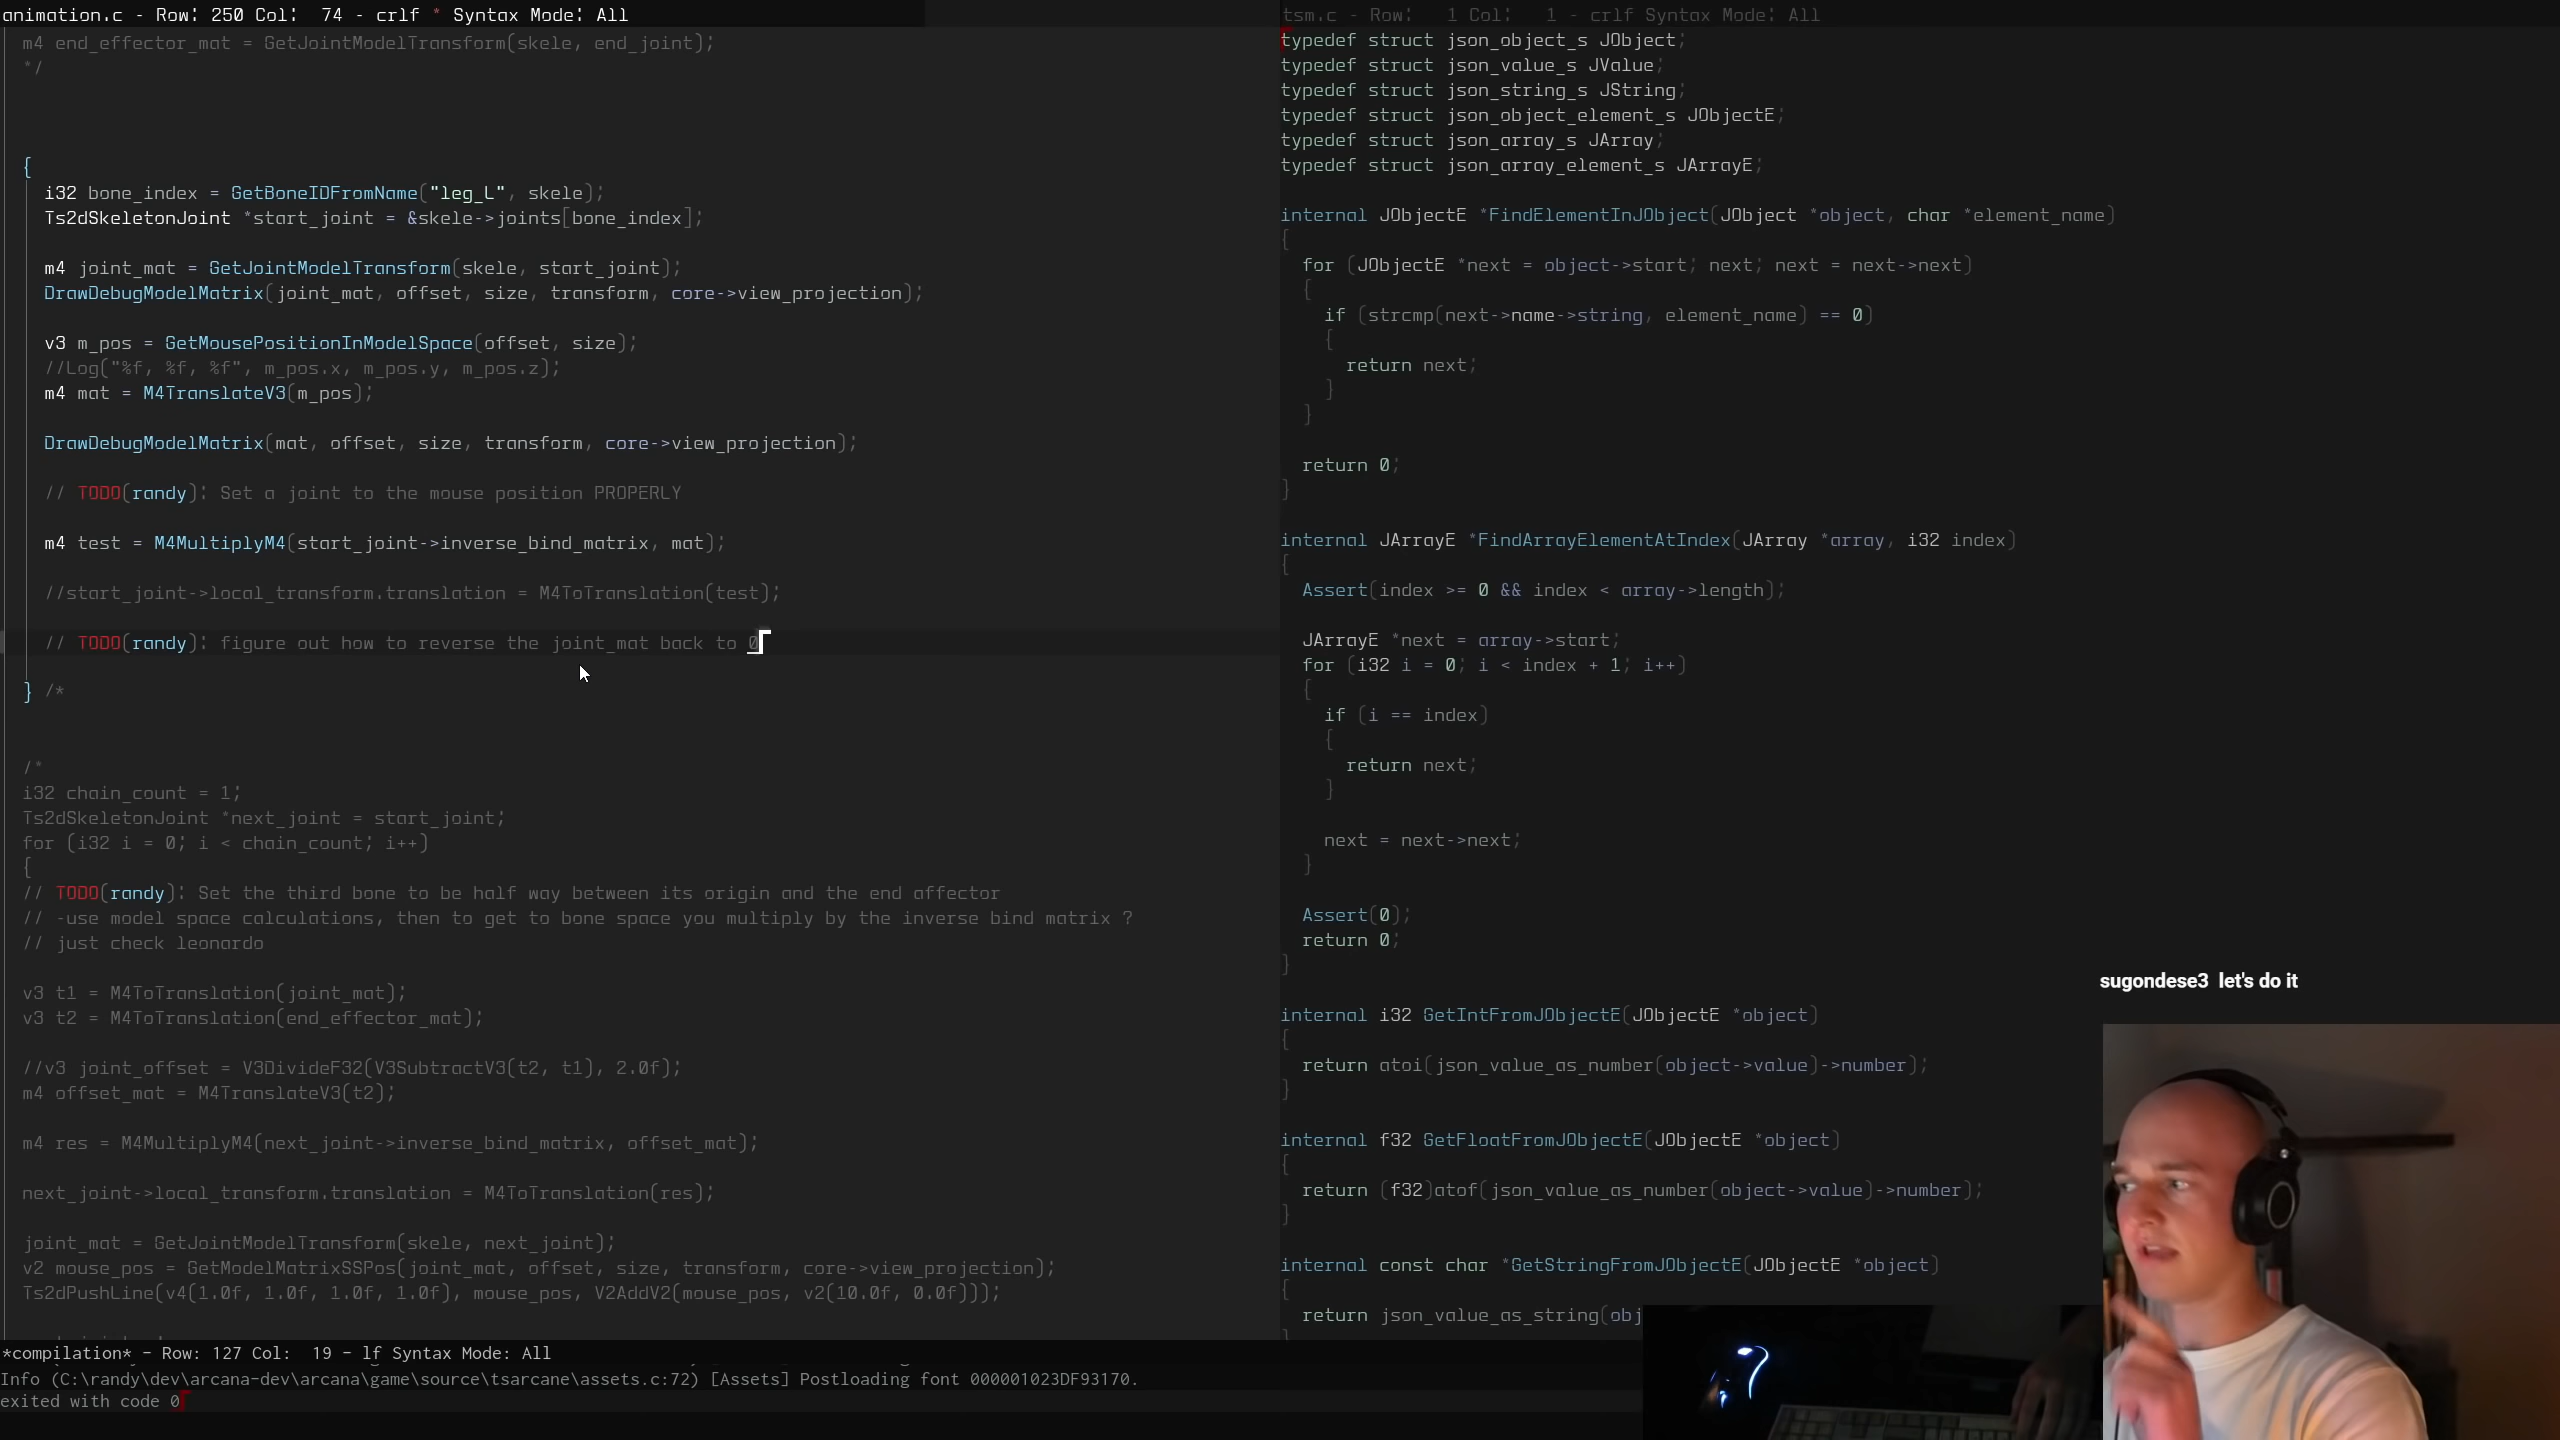 animation.c - Row: 250 Col:  74 - crlf * Syntax Mode: All
m4 end_effector_mat = GetJointModelTransform(skele, end_joint);
*/
{
i32 bone_index = GetBoneIDFromName("leg_L", skele);
Ts2dSkeletonJoint *start_joint = &skele->joints[bone_index];
m4 joint_mat = GetJointModelTransform(skele, start_joint);
DrawDebugModelMatrix(joint_mat, offset, size, transform, core->view_projection);
v3 m_pos = GetMousePositionInModelSpace(offset, size);
//Log("%f, %f, %f", m_pos.x, m_pos.y, m_pos.z);
m4 mat = M4TranslateV3(m_pos);
DrawDebugModelMatrix(mat, offset, size, transform, core->view_projection);
// TODO(randy): Set a joint to the mouse position PROPERLY
m4 test = M4MultiplyM4(start_joint->inverse_bind_matrix, mat);
//start_joint->local_transform.translation = M4ToTranslation(test);
// TODO(randy): figure out how to reverse the joint_mat back to 0
} /*
/*
i32 chain_count = 1;
Ts2dSkeletonJoint *next_joint = start_joint;
for (i32 i = 0; i < chain_count; i++)
{
// TODO(randy): Set the third bone to be half way between its origin and the end affector
// -use model space calculations, then to get to bone space you multiply by the inverse bind matrix ?
// just check leonardo
v3 t1 = M4ToTranslation(joint_mat);
v3 t2 = M4ToTranslation(end_effector_mat);
//v3 joint_offset = V3DivideF32(V3SubtractV3(t2, t1), 2.0f);
m4 offset_mat = M4TranslateV3(t2);
m4 res = M4MultiplyM4(next_joint->inverse_bind_matrix, offset_mat);
next_joint->local_transform.translation = M4ToTranslation(res);
joint_mat = GetJointModelTransform(skele, next_joint);
v2 mouse_pos = GetModelMatrixSSPos(joint_mat, offset, size, transform, core->view_projection);
Ts2dPushLine(v4(1.0f, 1.0f, 1.0f, 1.0f), mouse_pos, V2AddV2(mouse_pos, v2(10.0f, 0.0f)));
tsm.c - Row:   1 Col:   1 - crlf Syntax Mode: All
typedef struct json_object_s JObject;
typedef struct json_value_s JValue;
typedef struct json_string_s JString;
typedef struct json_object_element_s JObjectE;
typedef struct json_array_s JArray;
typedef struct json_array_element_s JArrayE;
internal JObjectE *FindElementInJObject(JObject *object, char *element_name)
{
for (JObjectE *next = object->start; next; next = next->next)
{
if (strcmp(next->name->string, element_name) == 0)
{
return next;
}
}
return 0;
}
internal JArrayE *FindArrayElementAtIndex(JArray *array, i32 index)
{
Assert(index >= 0 && index < array->length);
JArrayE *next = array->start;
for (i32 i = 0; i < index + 1; i++)
{
if (i == index)
{
return next;
}
next = next->next;
}
Assert(0);
return 0;
}
internal i32 GetIntFromJObjectE(JObjectE *object)
{
return atoi(json_value_as_number(object->value)->number);
}
internal f32 GetFloatFromJObjectE(JObjectE *object)
{
return (f32)atof(json_value_as_number(object->value)->number);
}
internal const char *GetStringFromJObjectE(JObjectE *object)
{
return json_value_as_string(obj
sugondese3 let's do it
*compilation* - Row: 127 Col:  19 - lf Syntax Mode: All
Info (C:\randy\dev\arcana-dev\arcana\game\source\tsarcane\assets.c:72) [Assets] Postloading font 000001023DF93170.
exited with code 0